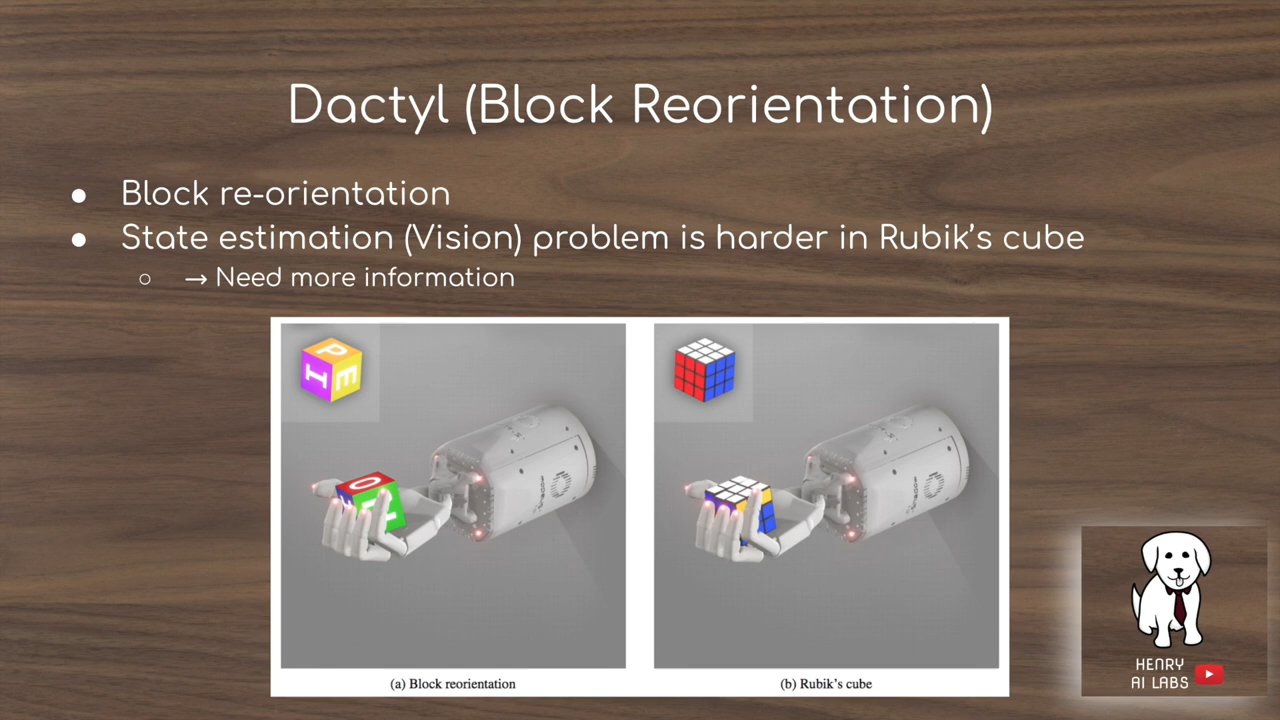 Dactyl (Block Reorientation)
● Block re-orientation
● State estimation (Vision) problem is harder in Rubik's cube
○ → Need more information
P
I
E
O
(a) Block reorientation
(b) Rubik's cube
HENRY
AI LABS